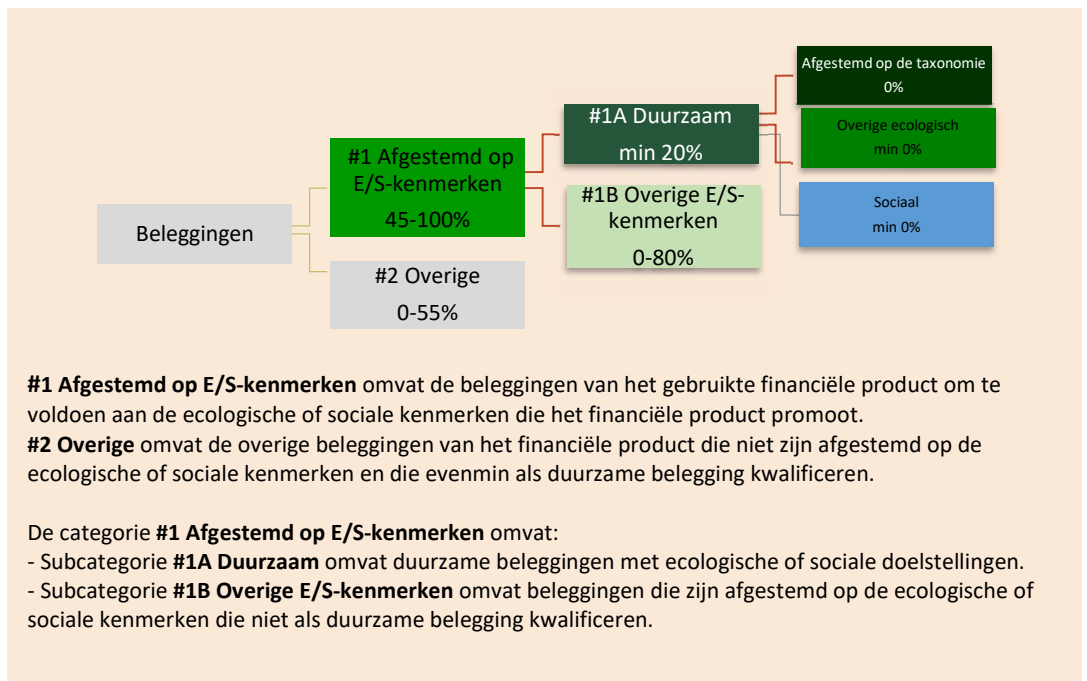 Afgestemd op de taxonomie
0%
#1A Duurzaam
min 20%
Overige ecologisch
min 0%
#1 Afgestemd op
E/S-kenmerken
45-100%
#1B Overige E/S-
kenmerken
0-80%
Sociaal
min 0%
Beleggingen
#2 Overige
0-55%
#1 Afgestemd op E/S-kenmerken omvat de beleggingen van het gebruikte financiële product om te
voldoen aan de ecologische of sociale kenmerken die het financiële product promoot.
#2 Overige omvat de overige beleggingen van het financiële product die niet zijn afgestemd op de
ecologische of sociale kenmerken en die evenmin als duurzame belegging kwalificeren.
De categorie #1 Afgestemd op E/S-kenmerken omvat:
- Subcategorie #1A Duurzaam omvat duurzame beleggingen met ecologische of sociale doelstellingen.
- Subcategorie #1B Overige E/S-kenmerken omvat beleggingen die zijn afgestemd op de ecologische of
sociale kenmerken die niet als duurzame belegging kwalificeren.